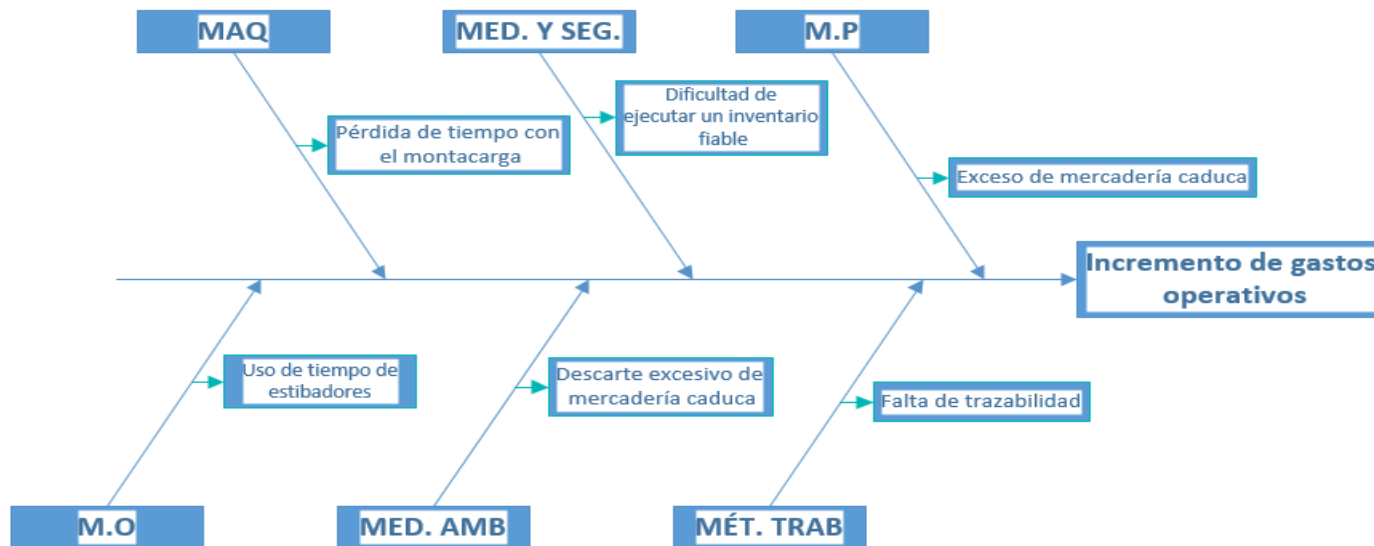 MAQ
MED. Y SEG.
M.P
Pérdida de tiempo con
el montacarga
Dificultad de
ejecutar un inventario
fiable
Exceso de mercadería caduca
Incremento de gastos
operativos
Uso de tiempo de
estibadores
Descarte excesivo de
mercadería caduca
Falta de trazabilidad
M.O
MED. AMB
MÉT. TRAB